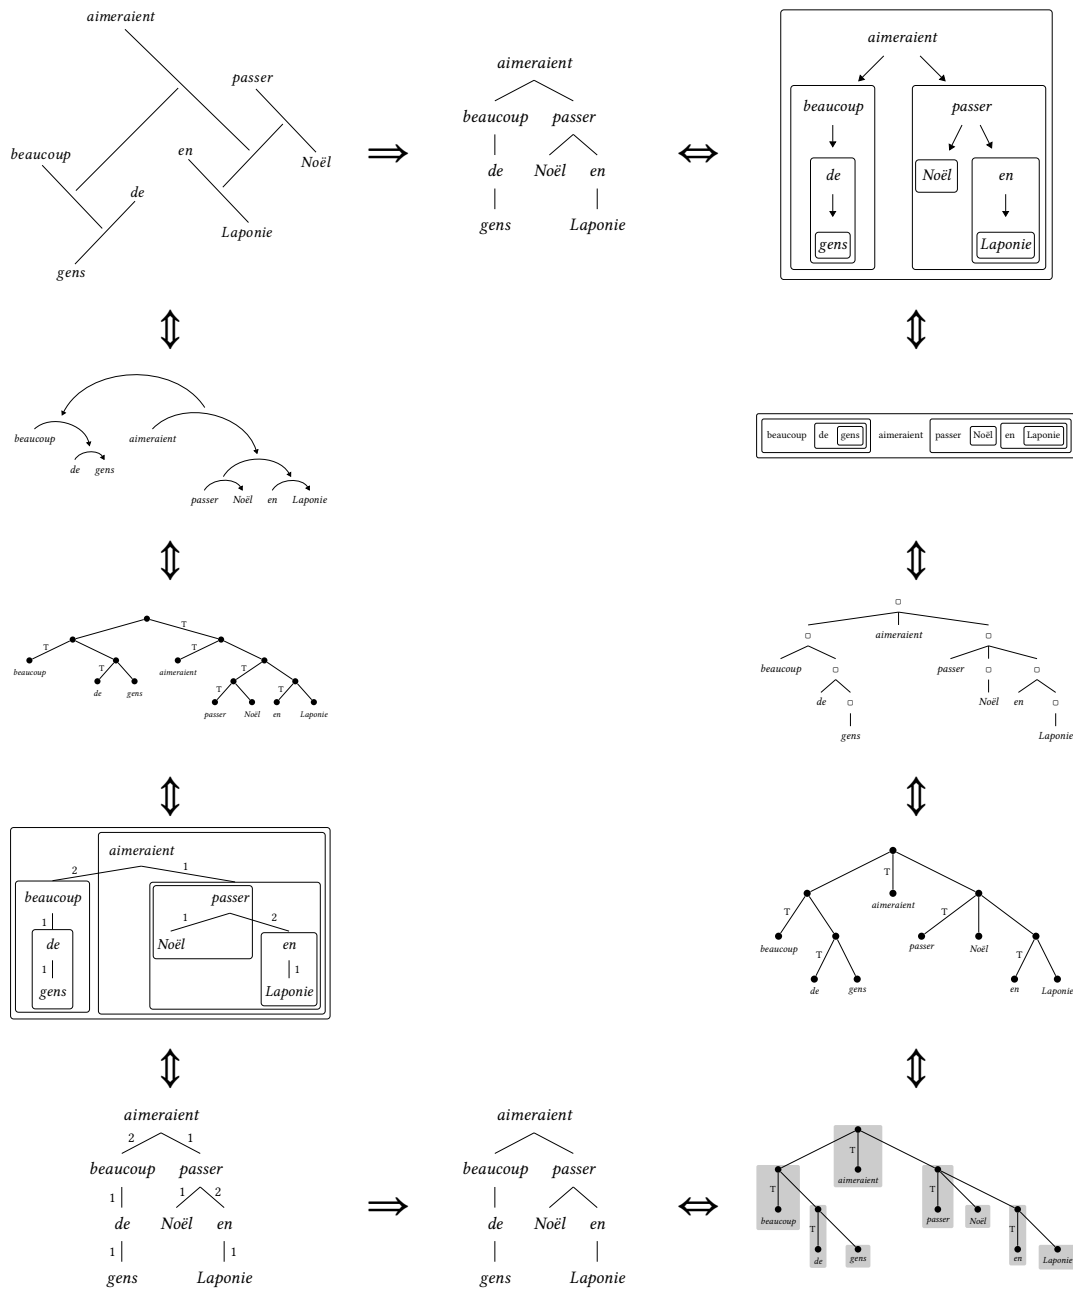 aimeraient
passer
beaucoup
en
Noël
de
Laponie
gens
aimeraient
beaucoup passer
de Noël en
gens Laponie
aimeraient
beaucoup passer
de Noël en
gens Laponie
beaucoup aimeraient
de gens
passer Noël en Laponie
beaucoup de gens aimeraient passer Noël en Laponie
T
T T
beaucoup T aimeraient T
de gens T T
passer Noël en Laponie
aimeraient
beaucoup passer
de Noël en
gens Laponie
aimeraient
2 1
beaucoup passer
1 1 2
de Noël en
1 1
gens Laponie
T
aimeraient
T T
beaucoup passer Noël
T T
de gens en Laponie
aimeraient
2 1
beaucoup passer
1 1 2
de Noël en
1 1
gens Laponie
aimeraient
beaucoup passer
de Noël en
gens Laponie
T
aimeraient
T T
beaucoup passer Noël
T T
de gens en Laponie